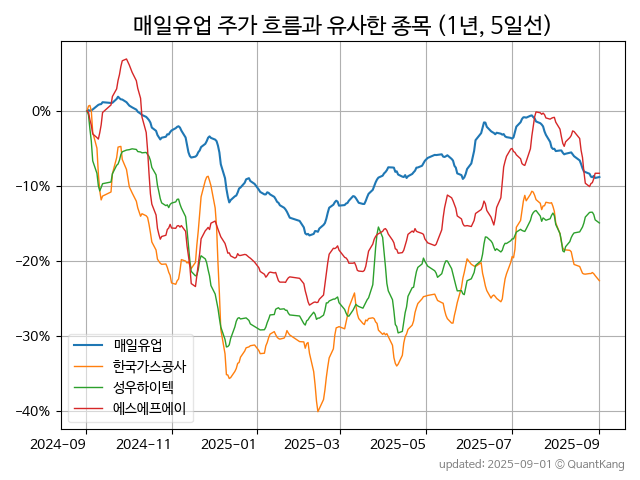 매일유업 주가 흐름과 유사한 종목 (1년, 5일선)
0%
−10%
−20%
−30%
−40%
매일유업
한국가스공사
성우하이텍
에스에프에이
2024-09 2024-11 2025-01 2025-03 2025-05 2025-07 2025-09
updated: 2025-09-01 © QuantKang